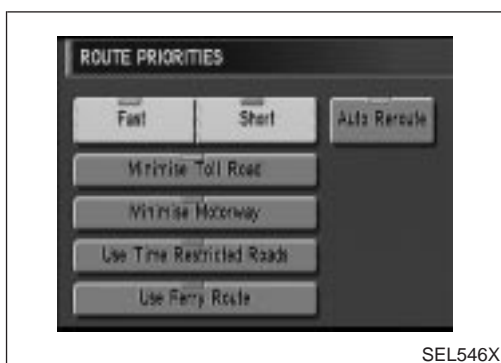 ROUTE PRIORITIES
Fast Short Auto Reroute
Minimise Toll Road
Minimise Motorway
Use Time Restricted Roads
Use Ferry Route
SEL546X